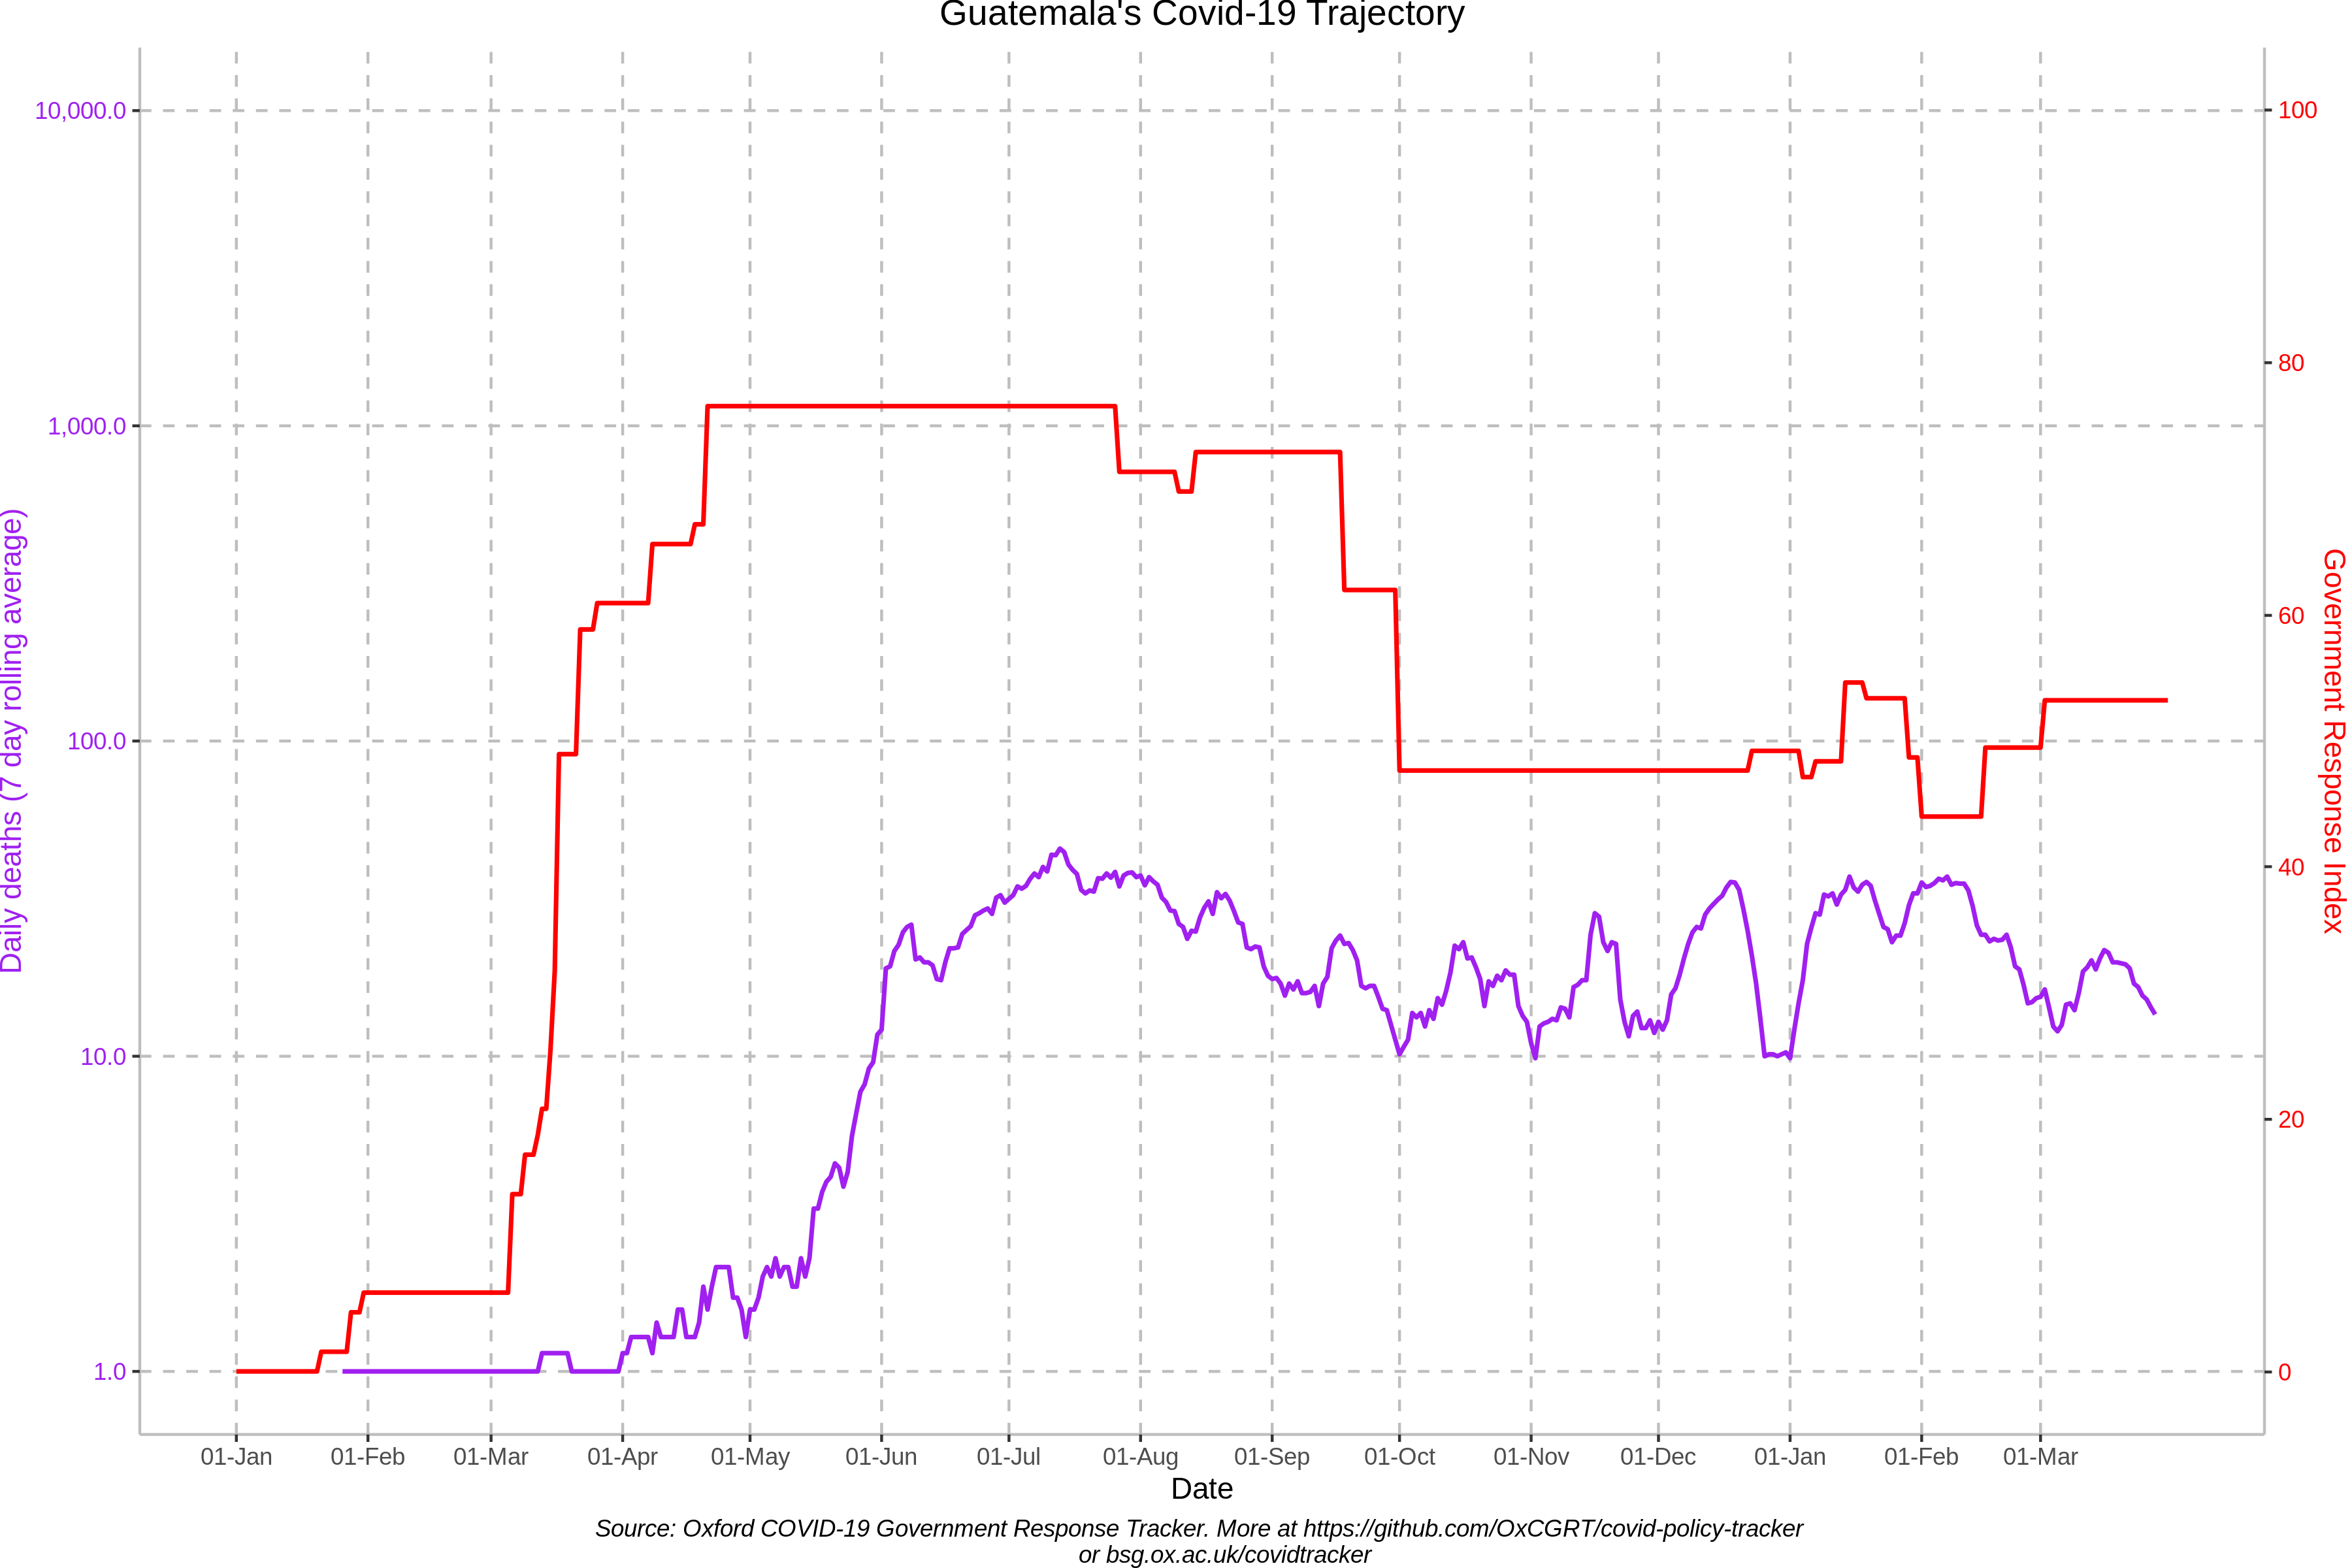 Guatemala's Covid-19 Trajectory
Daily deaths (7 day rolling average)
10,000.0
1,000.0
100.0
10.0
1.0
100
80
60
40
20
0
Government Response Index
01-Jan 01-Feb 01-Mar 01-Apr 01-May 01-Jun 01-Jul 01-Aug 01-Sep 01-Oct 01-Nov 01-Dec 01-Jan 01-Feb 01-Mar
Date
Source: Oxford COVID-19 Government Response Tracker. More at https://github.com/OxCGRT/covid-policy-tracker
or bsg.ox.ac.uk/covidtracker